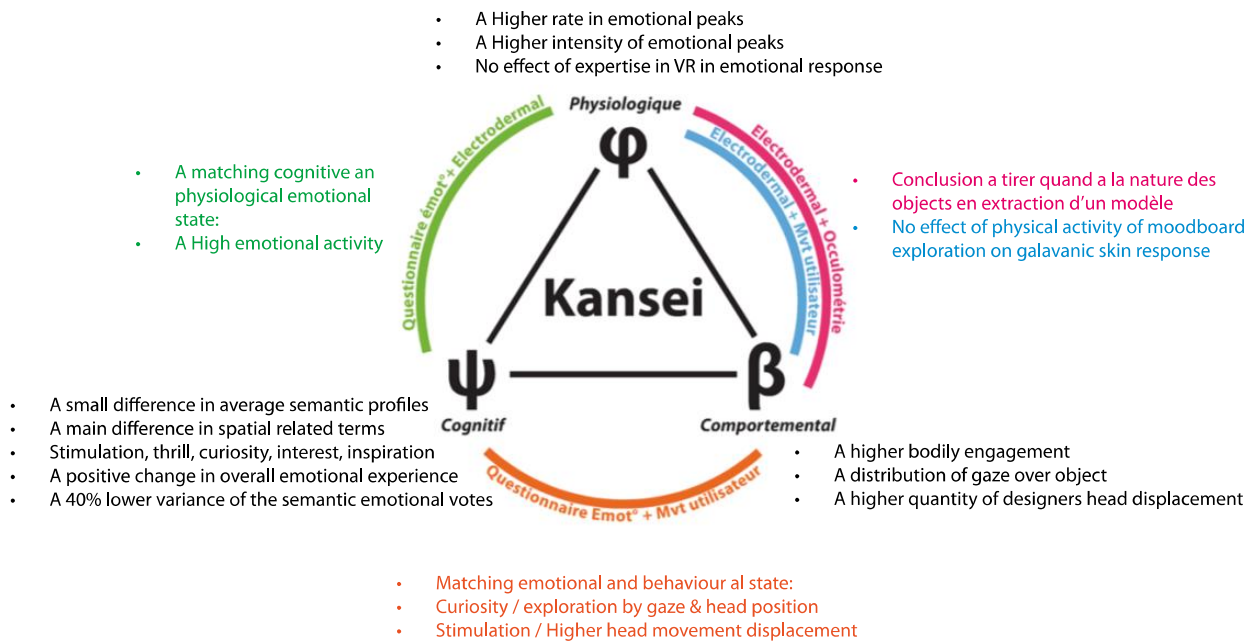 • A Higher rate in emotional peaks
• A Higher intensity of emotional peaks
• No effect of expertise in VR in emotional response
Physiologique
φ
Questionnaire émot°+ Electrodermal
Electrodermal + Occulométrie
Electrodermal + Mvt utilisateur
• A matching cognitive an
physiological emotional
state:
• A High emotional activity
• Conclusion a tirer quand a la nature des
objects en extraction d'un modèle
• No effect of physical activity of moodboard
exploration on galavanic skin response
Kansei
ψ
β
Cognitif
Comportemental
• A small difference in average semantic profiles
• A main difference in spatial related terms
• Stimulation, thrill, curiosity, interest, inspiration
• A positive change in overall emotional experience
• A 40% lower variance of the semantic emotional votes
• A higher bodily engagement
• A distribution of gaze over object
• A higher quantity of designers head displacement
Questionnaire Emot° + Mvt utilisateur
• Matching emotional and behaviour al state:
• Curiosity / exploration by gaze & head position
• Stimulation / Higher head movement displacement